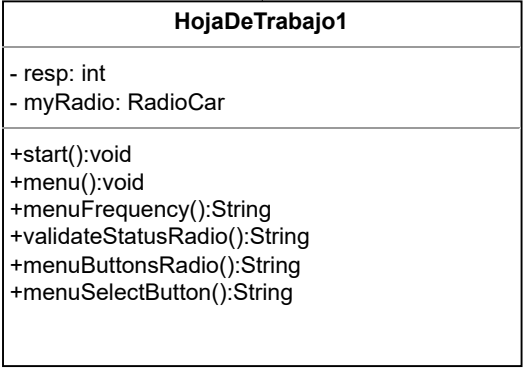 HojaDeTrabajo1
- resp: int
- myRadio: RadioCar
+start():void
+menu():void
+menuFrequency():String
+validateStatusRadio():String
+menuButtonsRadio():String
+menuSelectButton():String